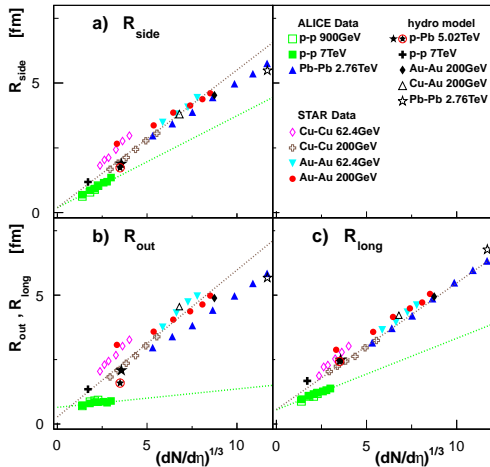 [fm]
R_side
5
0
a) R_side
ALICE Data
p-p 900GeV
p-p 7TeV
Pb-Pb 2.76TeV
STAR Data
Cu-Cu 62.4GeV
Cu-Cu 200GeV
Au-Au 62.4GeV
Au-Au 200GeV
hydro model
p-Pb 5.02TeV
p-p 7TeV
Au-Au 200GeV
Cu-Au 200GeV
Pb-Pb 2.76TeV
[fm]
R_out , R_long
5
0
b) R_out
c) R_long
0 5 10 0 5 10
(dN/dη)^1/3 (dN/dη)^1/3